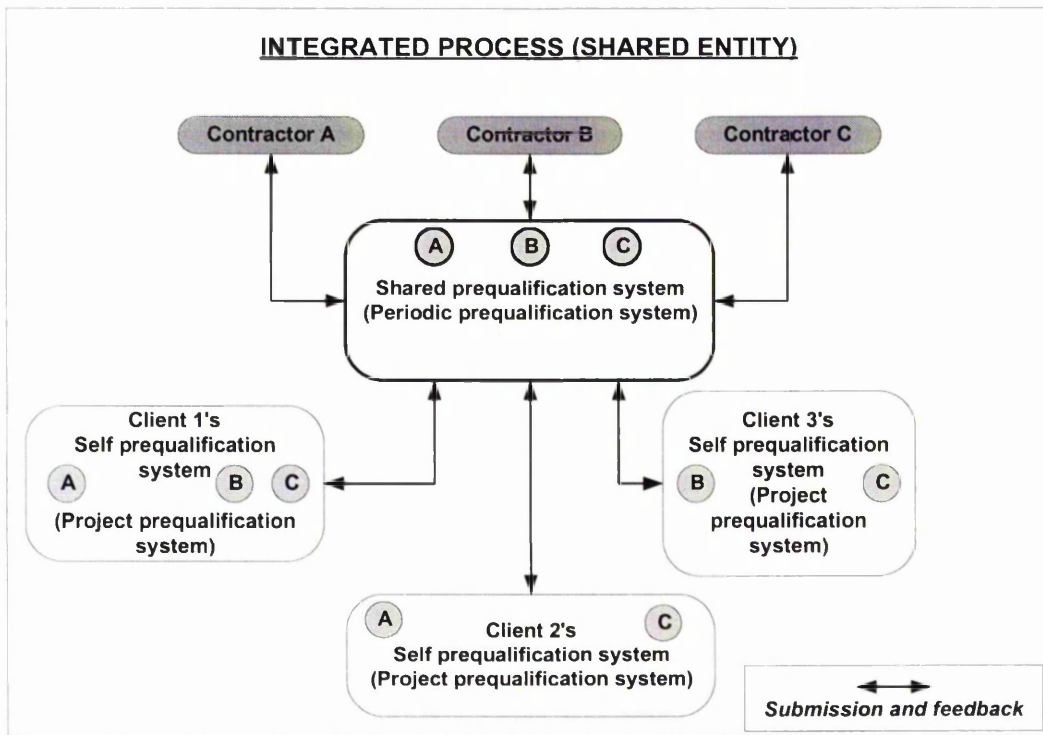 INTEGRATED PROCESS (SHARED ENTITY)
Contractor A
Contractor B
Contractor C
A
B
C
Shared prequalification system
(Periodic prequalification system)
Client 1's
Self prequalification
system
A
B
C
(Project prequalification
system)
Client 3's
Self prequalification
system
B
C
(Project
prequalification
system)
A
C
Client 2's
Self prequalification system
(Project prequalification system)
Submission and feedback